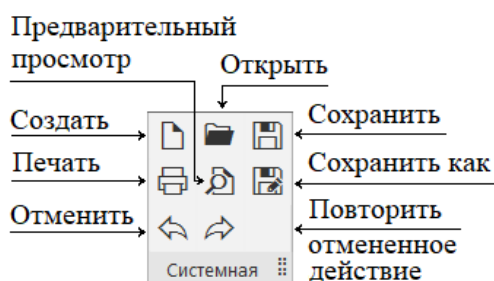 Предварительный
просмотр
Открыть
Создать
Сохранить
Печать
Сохранить как
Отменить
Повторить
отмененное
действие
Системная